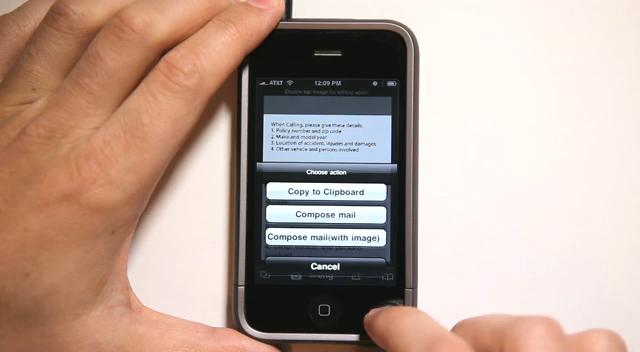 AT&T 12:09 PM
Double tap image for editing again
When Calling, please give these details:
1. Policy number and zip code
2. Make and model year
3. Location of accident, injuries and damages
4. Other vehicle and persons involved
Choose action
Copy to Clipboard
Compose mail
Compose mail(with image)
Cancel